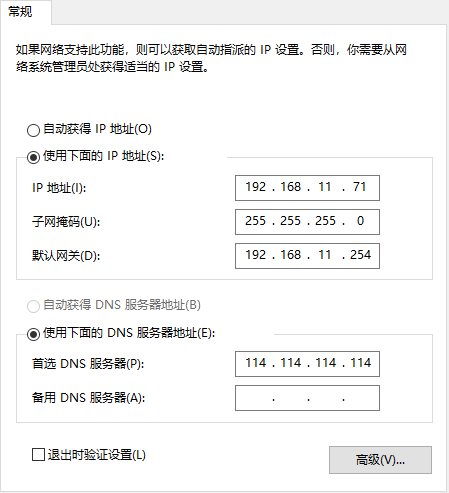 常规
如果网络支持此功能，则可以获取自动指派的 IP 设置。否则，你需要从网
络系统管理员处获得适当的 IP 设置。
自动获得 IP 地址(O)
使用下面的 IP 地址(S):
IP 地址(I): 192 . 168 . 11 . 71
子网掩码(U): 255 . 255 . 255 . 0
默认网关(D): 192 . 168 . 11 . 254
自动获得 DNS 服务器地址(B)
使用下面的 DNS 服务器地址(E):
首选 DNS 服务器(P): 114 . 114 . 114 . 114
备用 DNS 服务器(A): . . .
退出时验证设置(L) 高级(V)...